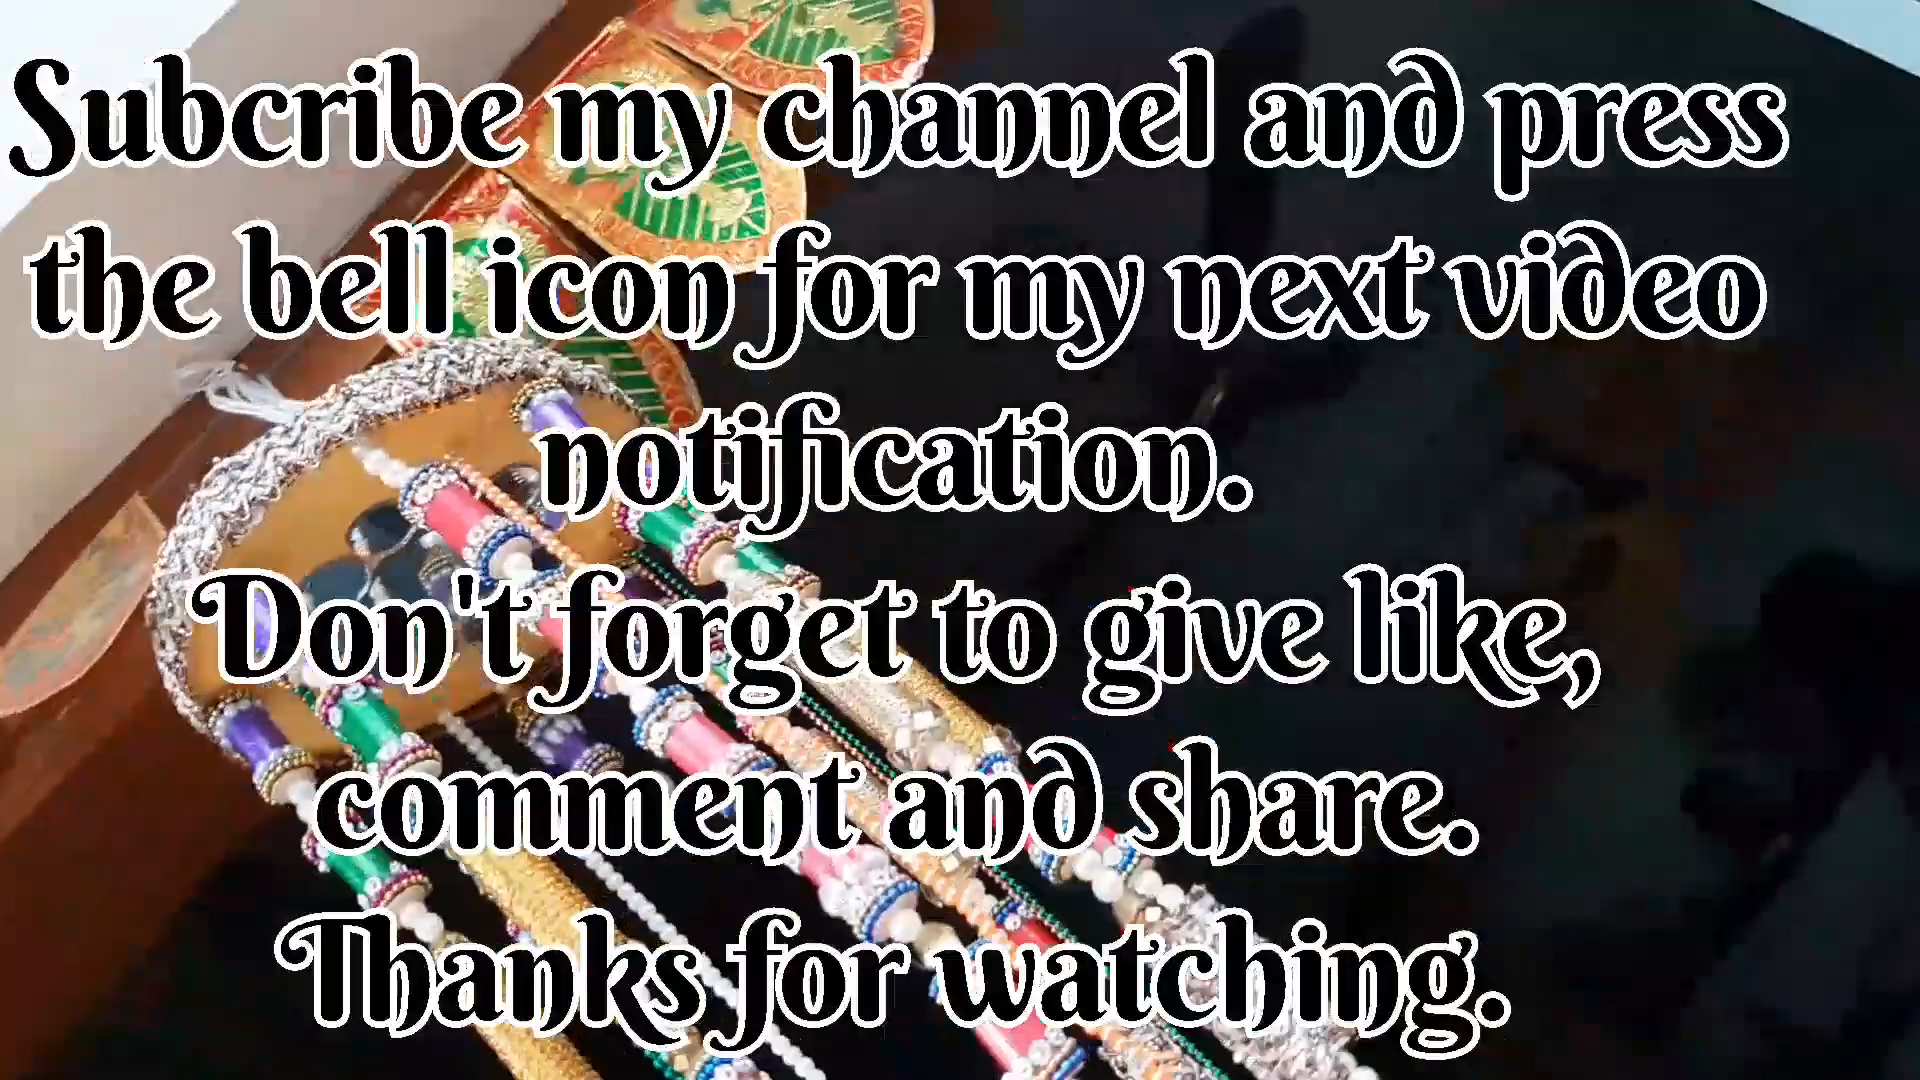 Subcribe my channel and press
the bell icon for my next video
notification.
Don't forget to give like,
comment and share.
Thanks for watching.